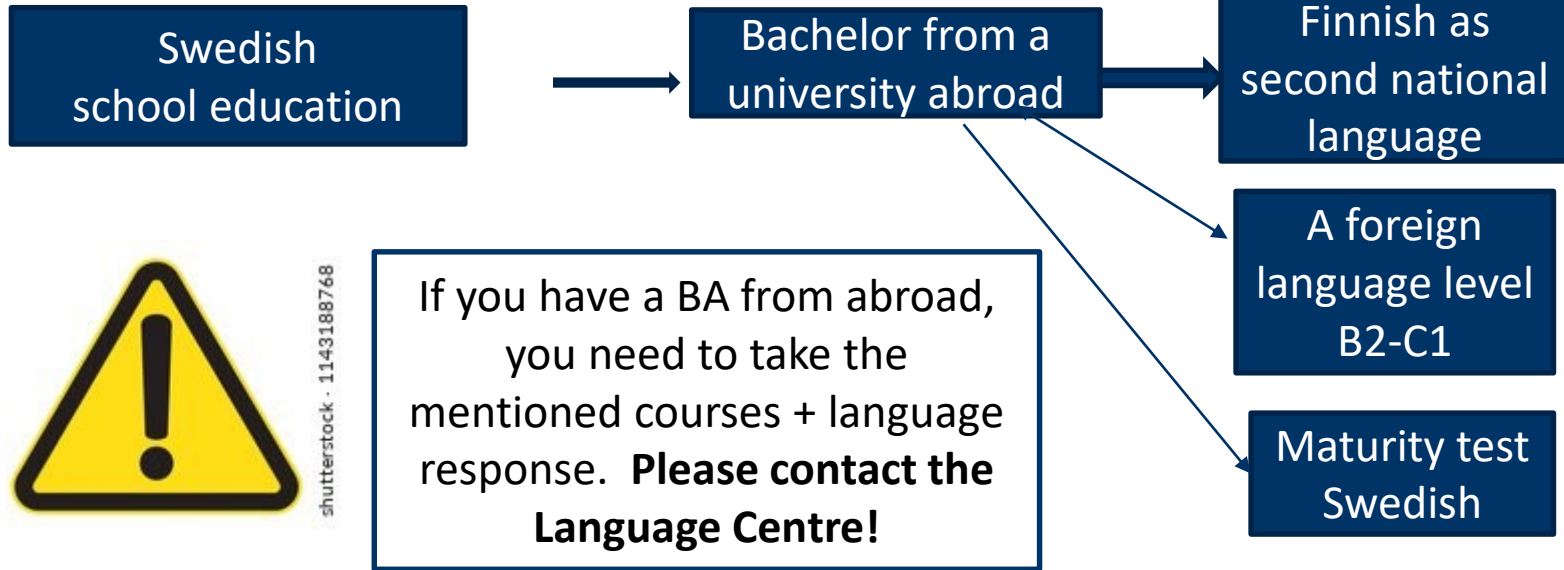 Swedish
school education
Bachelor from a
university abroad
Finnish as
second national
language
A foreign
language level
B2-C1
Maturity test
Swedish
shutterstock · 1143188768
If you have a BA from abroad,
you need to take the
mentioned courses + language
response. Please contact the
Language Centre!